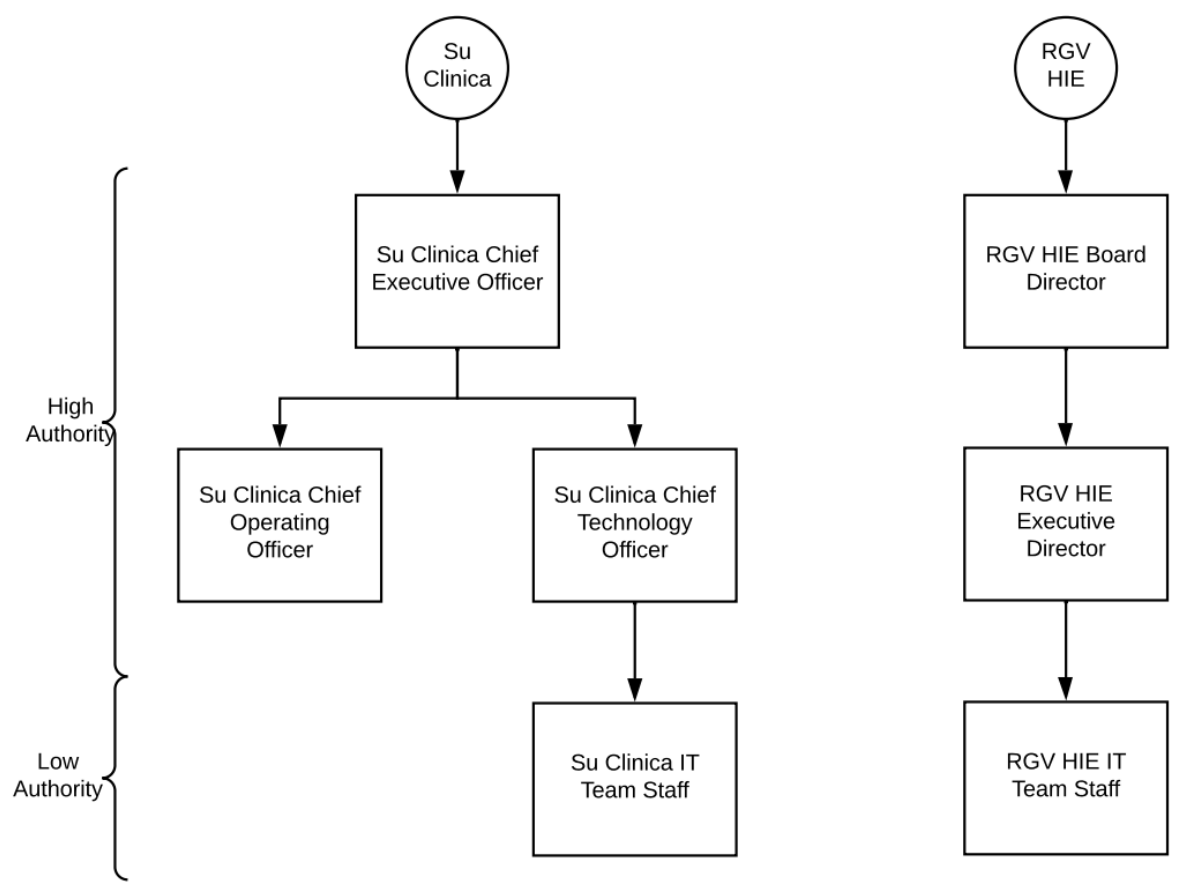 Su
Clinica
RGV
HIE
Su Clinica Chief
Executive Officer
RGV HIE Board
Director
High
Authority
Su Clinica Chief
Operating
Officer
Su Clinica Chief
Technology
Officer
RGV HIE
Executive
Director
Low
Authority
Su Clinica IT
Team Staff
RGV HIE IT
Team Staff